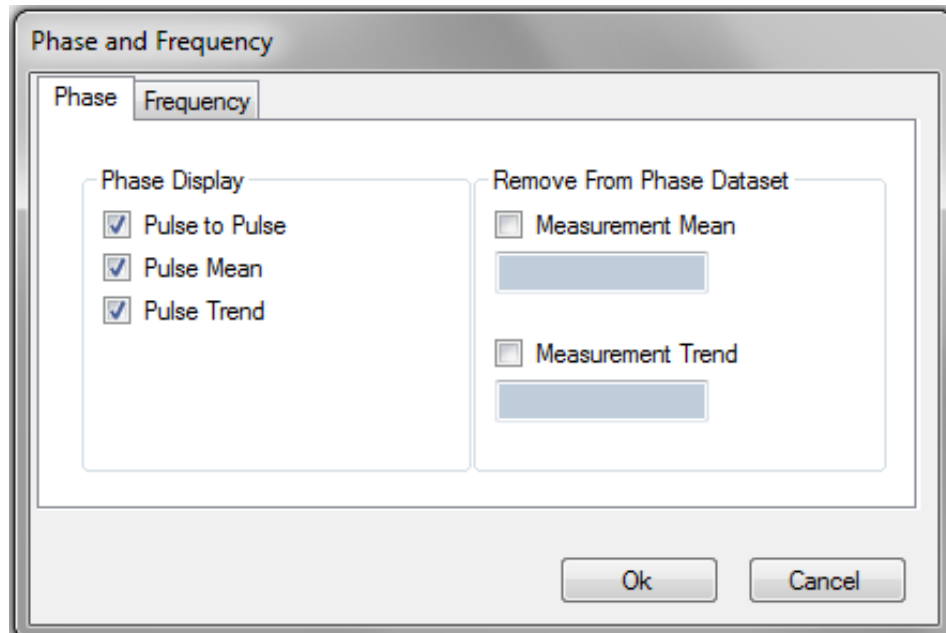 Phase and Frequency
Phase
Frequency
Phase Display
Pulse to Pulse
Pulse Mean
Pulse Trend
Remove From Phase Dataset
Measurement Mean
Measurement Trend
Ok
Cancel